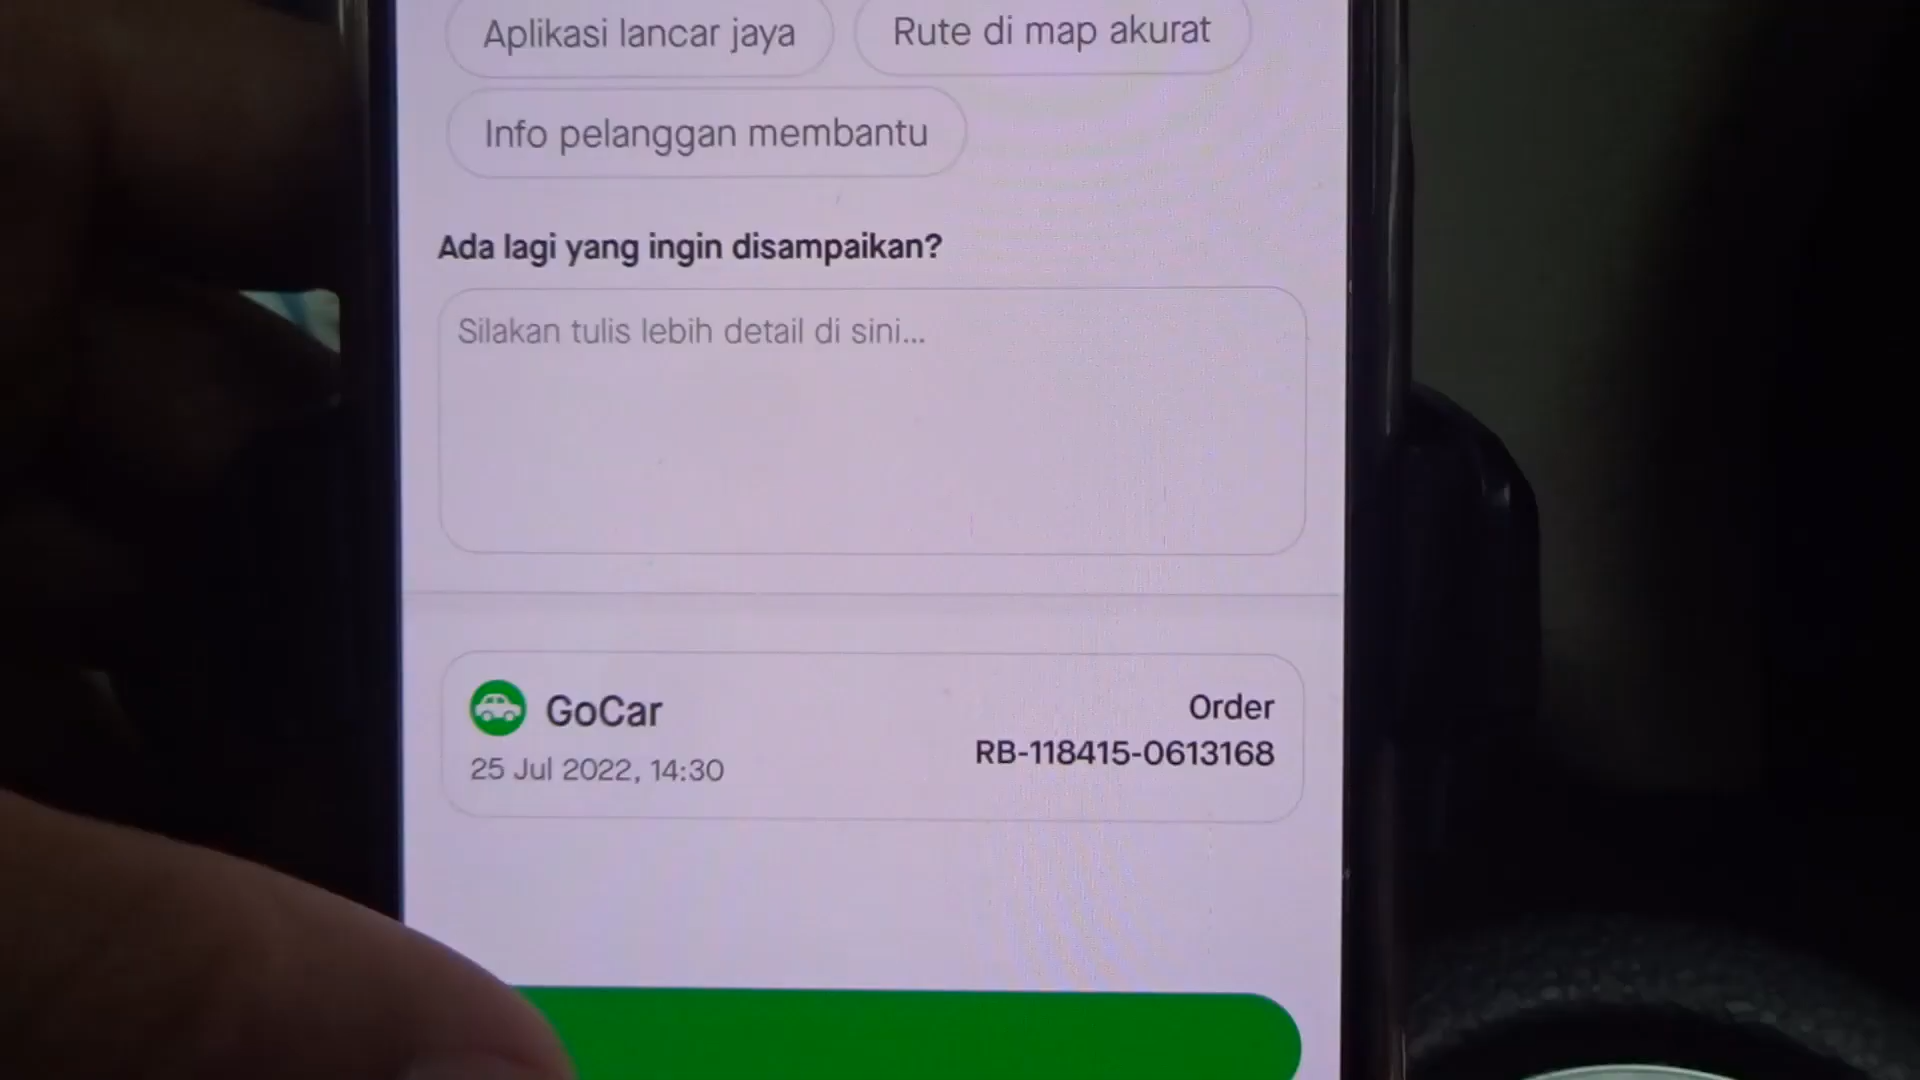 Aplikasi lancar jaya
Rute di map akurat
Info pelanggan membantu
Ada lagi yang ingin disampaikan?
Silakan tulis lebih detail di sini...
GoCar
Order
25 Jul 2022, 14:30
RB-118415-0613168